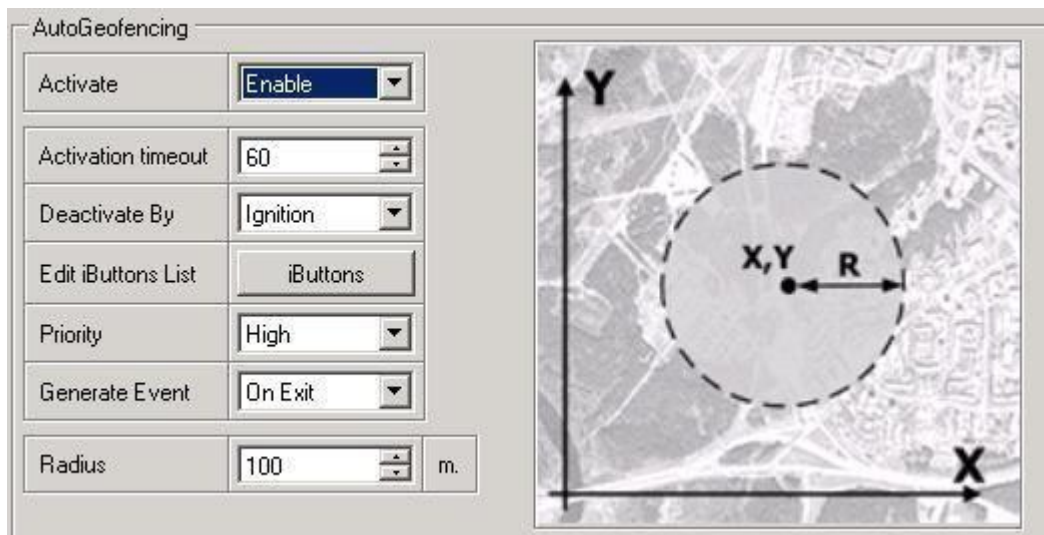 AutoGeofencing
Activate Enable
Activation timeout 60
Deactivate By Ignition
Edit iButtons List iButtons
Priority High
Generate Event On Exit
Radius 100 m.
Y
X,Y R
X